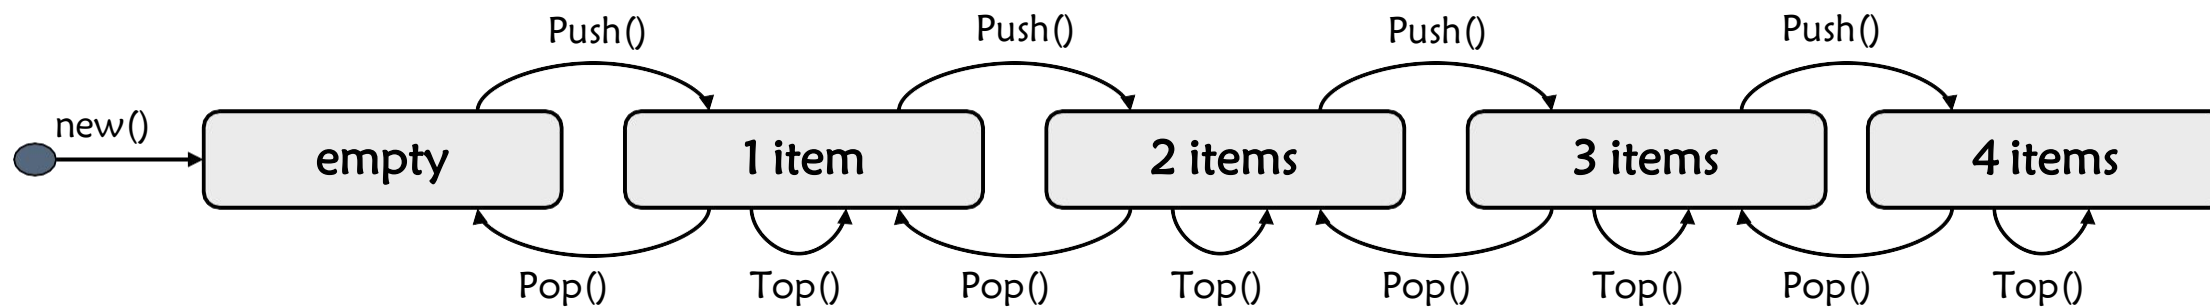 Push()
Push()
Push()
Push()
new()
empty
1 item
2 items
3 items
4 items
Pop()
Top()
Pop()
Top()
Pop()
Top()
Pop()
Top()